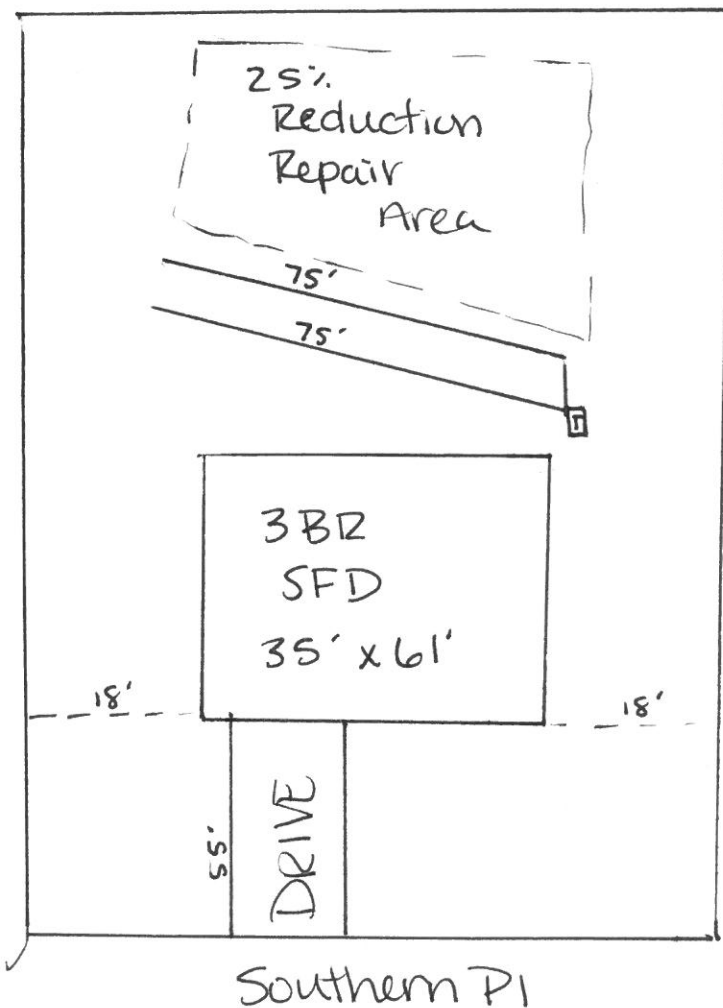 25%
Reduction
Repair
Area
75'
75'
T
3BR
SFD
35' x 61'
18'
18'
55'
DRIVE
Southern Pl